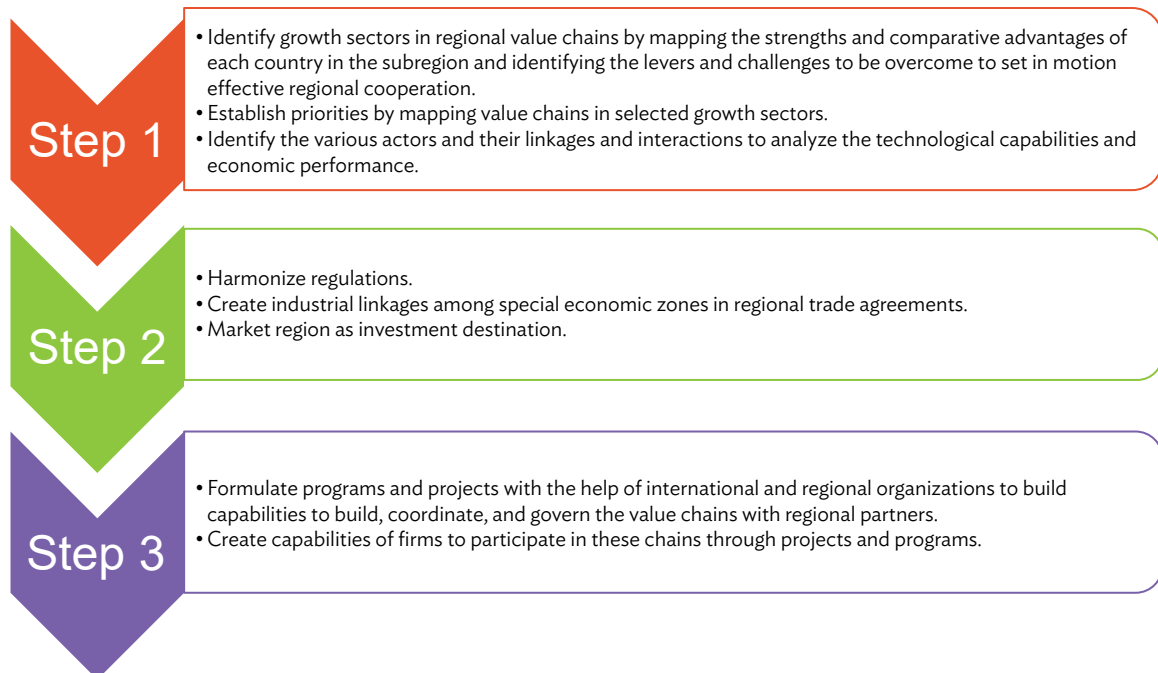 Step 1
• Identify growth sectors in regional value chains by mapping the strengths and comparative advantages of
each country in the subregion and identifying the levers and challenges to be overcome to set in motion
effective regional cooperation.
• Establish priorities by mapping value chains in selected growth sectors.
• Identify the various actors and their linkages and interactions to analyze the technological capabilities and
economic performance.
Step 2
• Harmonize regulations.
• Create industrial linkages among special economic zones in regional trade agreements.
• Market region as investment destination.
Step 3
• Formulate programs and projects with the help of international and regional organizations to build
capabilities to build, coordinate, and govern the value chains with regional partners.
• Create capabilities of firms to participate in these chains through projects and programs.